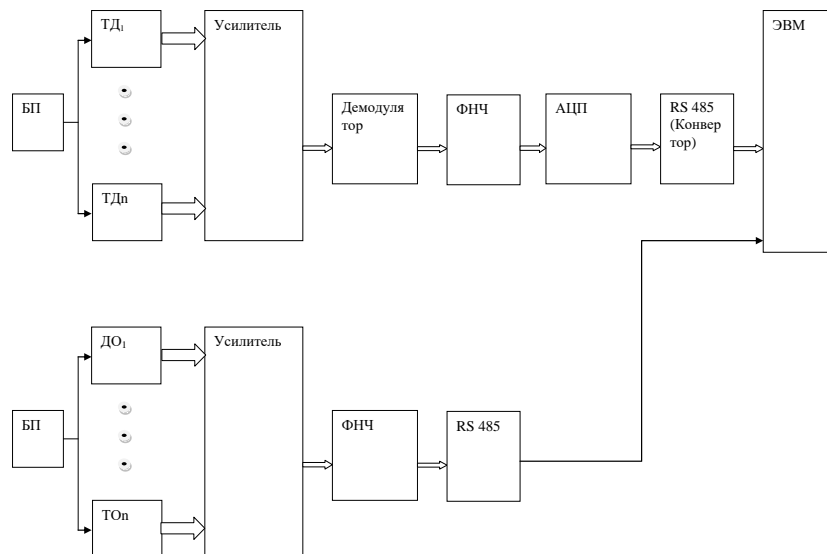 ТД₁
Усилитель
ЭВМ
БП
Демодуля
тор
ФНЧ
АЦП
RS 485
(Конвер
тор)
ТДn
ДО₁
Усилитель
БП
ФНЧ
RS 485
ТОn